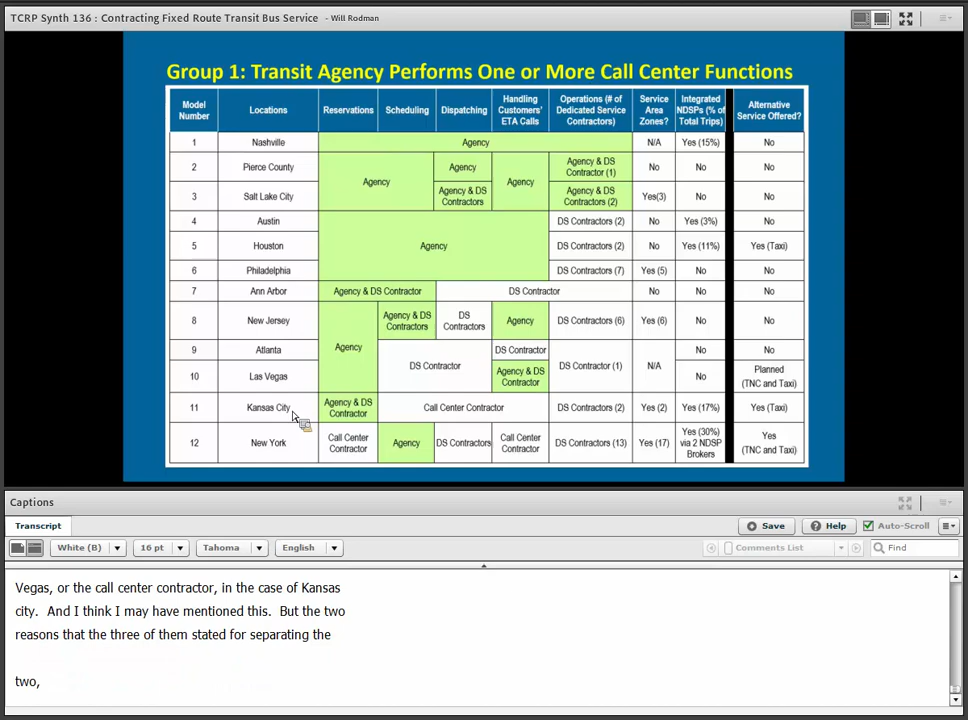 TCRP Synth 136 : Contracting Fixed Route Transit Bus Service - Will Rodman
Group 1: Transit Agency Performs One or More Call Center Functions
Model Number | Locations | Reservations | Scheduling | Dispatching | Handling Customers' ETA Calls | Operations (# of Dedicated Service Contractors) | Service Area Zones? | Integrated NDSPs (% of Total Trips) | Alternative Service Offered?
1 | Nashville | Agency | N/A | Yes (15%) | No
2 | Pierce County | Agency | Agency | Agency | Agency & DS Contractor (1) | No | No | No
3 | Salt Lake City | Agency & DS Contractors | Agency & DS Contractors (2) | Yes(3) | No | No
4 | Austin | Agency | DS Contractors (2) | No | Yes (3%) | No
5 | Houston | DS Contractors (2) | No | Yes (11%) | Yes (Taxi)
6 | Philadelphia | DS Contractors (7) | Yes (5) | No | No
7 | Ann Arbor | Agency & DS Contractor | DS Contractor | No | No | No
8 | New Jersey | Agency | Agency & DS Contractors | DS Contractors | Agency | DS Contractors (6) | Yes (6) | No | No
9 | Atlanta | DS Contractor | DS Contractor | DS Contractor (1) | N/A | No | No
10 | Las Vegas | Agency & DS Contractor | No | Planned (TNC and Taxi)
11 | Kansas City | Agency & DS Contractor | Call Center Contractor | DS Contractors (2) | Yes (2) | Yes (17%) | Yes (Taxi)
12 | New York | Call Center Contractor | Agency | DS Contractors | Call Center Contractor | DS Contractors (13) | Yes (17) | Yes (30%) via 2 NDSP Brokers | Yes (TNC and Taxi)
Captions
Transcript
Save
Help
Auto-Scroll
White (B)
16 pt
Tahoma
English
Comments List
Find
Vegas, or the call center contractor, in the case of Kansas
city. And I think I may have mentioned this. But the two
reasons that the three of them stated for separating the
two,